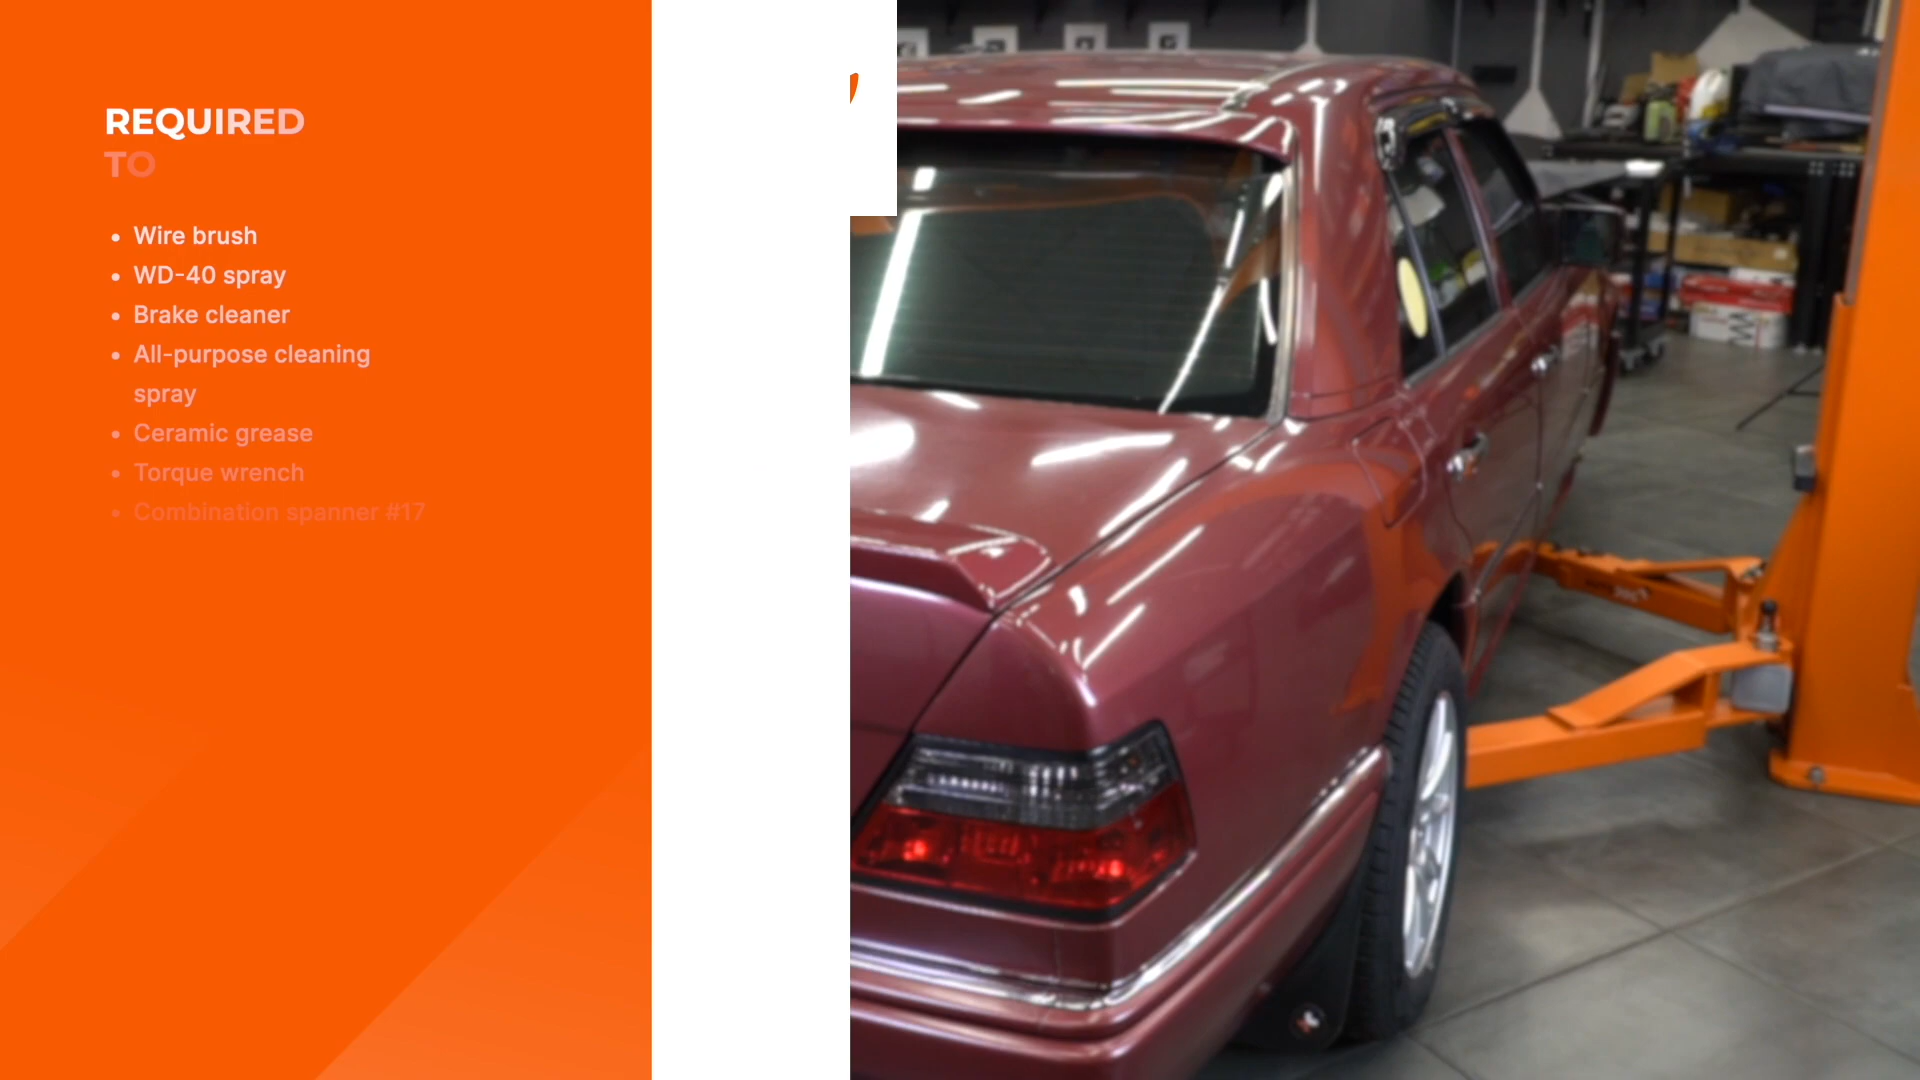 REQUIRED
TO
• Wire brush
• WD-40 spray
• Brake cleaner
• All-purpose cleaning
spray
• Ceramic grease
• Torque wrench
• Combination spanner #17